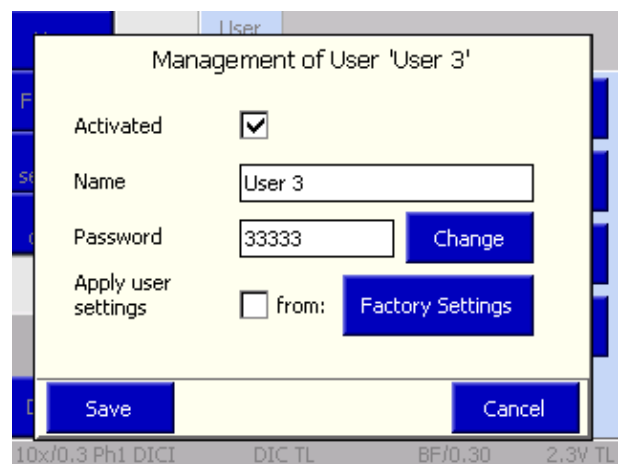 User
Management of User 'User 3'
Activated
Name
User 3
Password
33333
Change
Apply user
settings
from:
Factory Settings
Save
Cancel
10x/0.3 Ph1 DICI
DIC TL
BF/0.30
2.3V TL